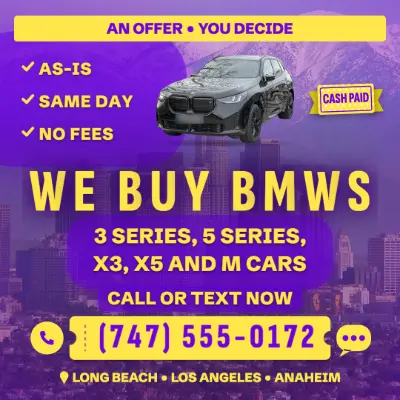 AN OFFER • YOU DECIDE
AS-IS
SAME DAY
NO FEES
CASH PAID
WE BUY BMWS
3 SERIES, 5 SERIES,
X3, X5 AND M CARS
CALL OR TEXT NOW
(747) 555-0172
LONG BEACH • LOS ANGELES • ANAHEIM